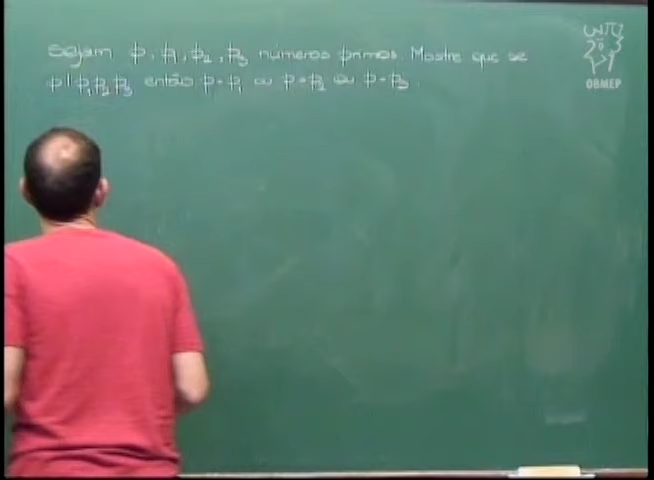 Sejam p, p₁, p₂, p₃ números primos. Mostre que se
p | p₁p₂p₃ então p = p₁ ou p = p₂ ou p = p₃.
OBMEP